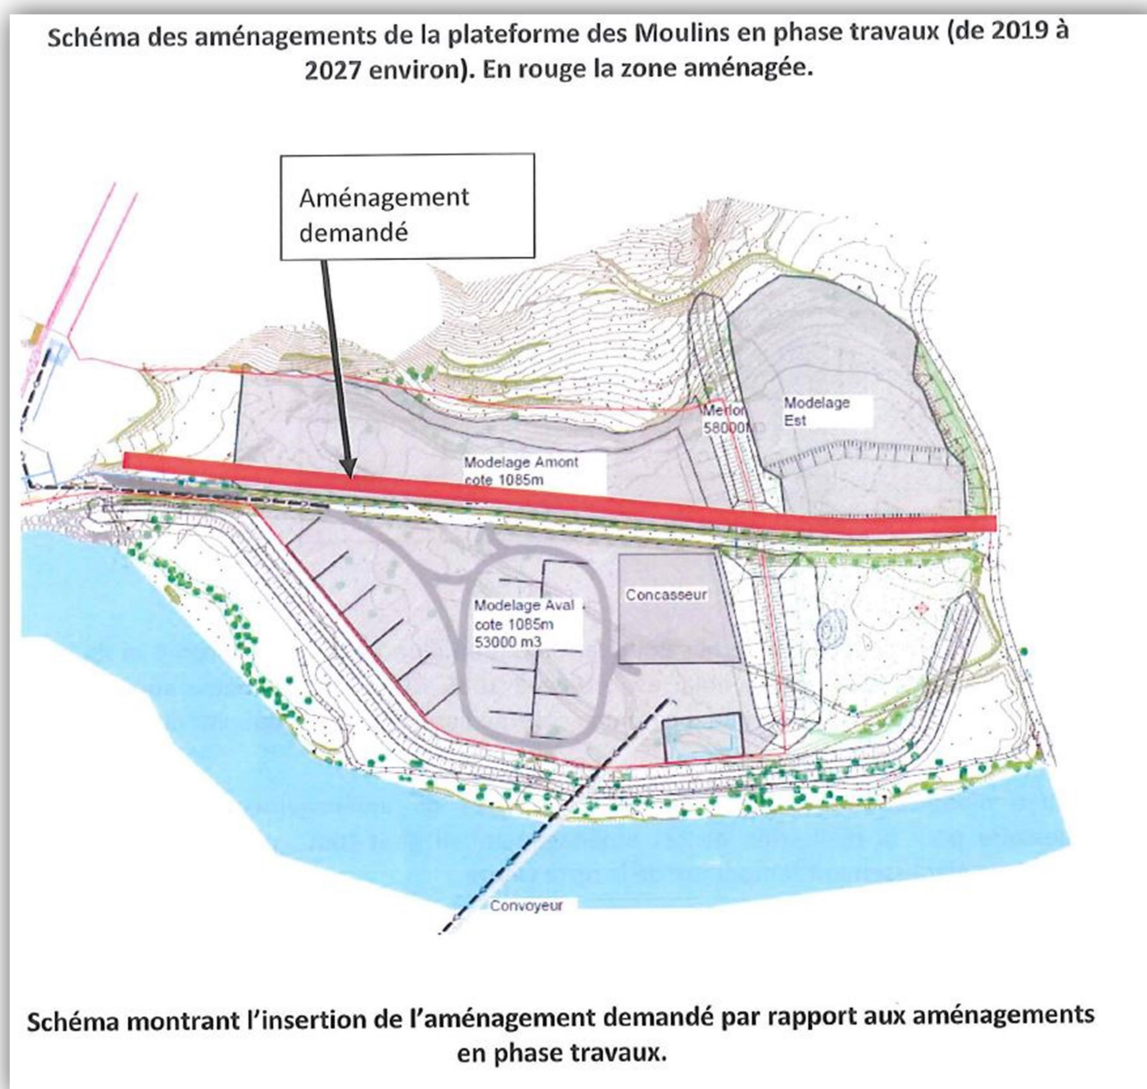 Schéma des aménagements de la plateforme des Moulins en phase travaux (de 2019 à
2027 environ). En rouge la zone aménagée.
Aménagement
demandé
Modelage
Est
Merlon
58000
Modelage Amont
cote 1085m
Concasseur
Modelage Aval
cote 1085m
53000 m3
Convoyeur
Schéma montrant l'insertion de l'aménagement demandé par rapport aux aménagements
en phase travaux.